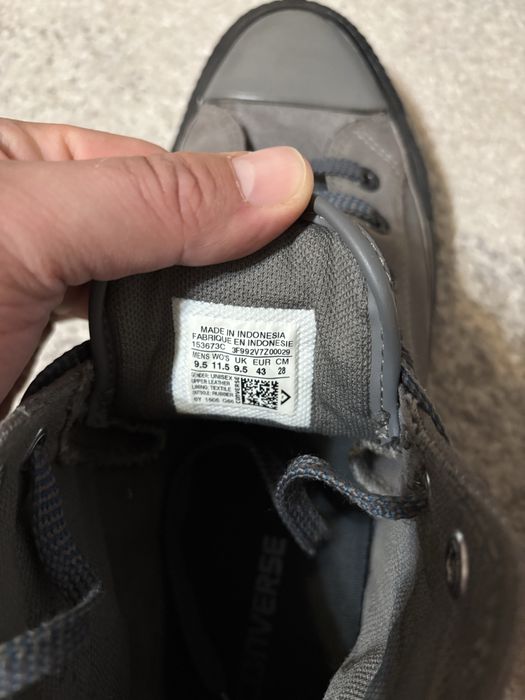 MADE IN INDONESIA
FABRIQUE EN INDONESIE
153673C 3F992V7Z00029
MENS WO'S UK EUR CM
9.5 11.5 9.5 43 28
GENDER: UNISEX
UPPER: LEATHER
LINING: TEXTILE
OUTSOLE: RUBBER
CONVERSE
CONVERSE